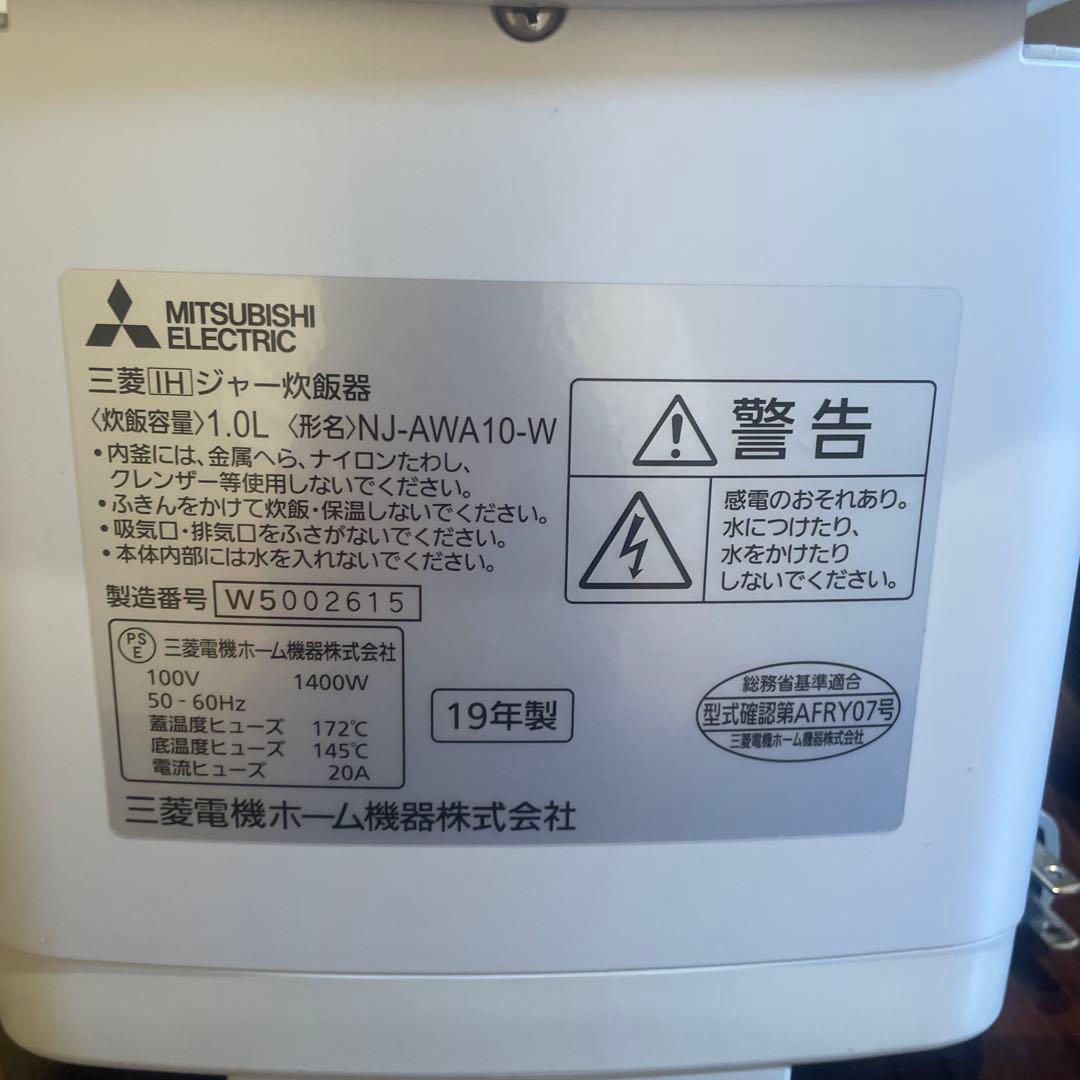 MITSUBISHI
ELECTRIC
三菱IHジャー炊飯器
〈炊飯容量〉1.0L 〈形名〉NJ-AWA10-W
•内釜には、金属へら、ナイロンたわし、
クレンザー等使用しないでください。
•ふきんをかけて炊飯・保温しないでください。
•吸気口・排気口をふさがないでください。
•本体内部には水を入れないでください。
製造番号 W5002615
PS
E
三菱電機ホーム機器株式会社
100V 1400W
50-60Hz
蓋温度ヒューズ 172℃
底温度ヒューズ 145℃
電流ヒューズ 20A
19年製
三菱電機ホーム機器株式会社
警告
感電のおそれあり。
水につけたり、
水をかけたり
しないでください。
総務省基準適合
型式確認第AFRY07号
三菱電機ホーム機器株式会社